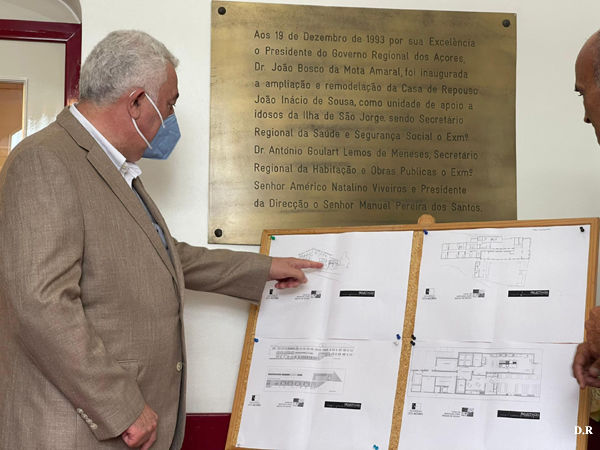 Aos 19 de Dezembro de 1993 por sua Excelência
o Presidente do Governo Regional dos Açores,
Dr. João Bosco da Mota Amaral, foi inaugurada
a ampliação e remodelação da Casa de Repouso
João Inácio de Sousa, como unidade de apoio a
idosos da Ilha de São Jorge, sendo Secretário
Regional da Saúde e Segurança Social o Exmº
Dr António Goulart Lemos de Meneses, Secretário
Regional da Habitação e Obras Publicas o Exmº
Senhor Américo Natalino Viveiros e Presidente
da Direcção o Senhor Manuel Pereira dos Santos.
D.R